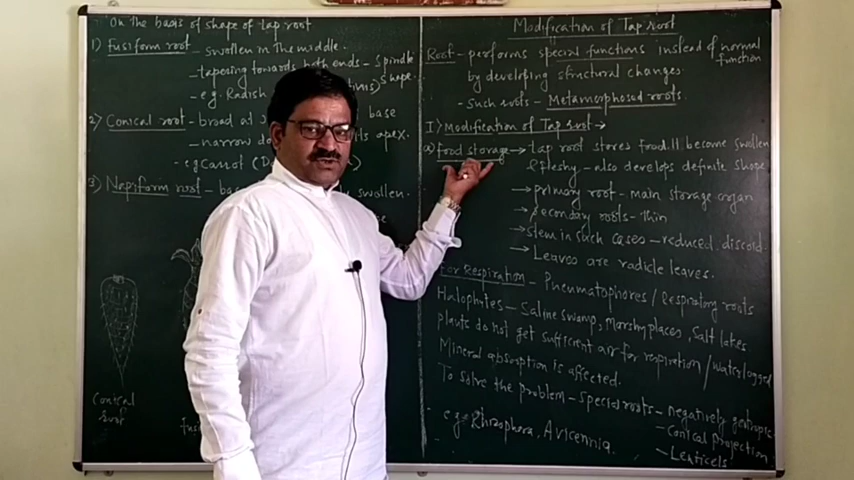 On the basis of shape of tap root
1) Fusiform root - swollen in the middle.
- tapering towards both ends - spindle shape.
- e.g. Radish
2) Conical root - broad at base
- narrow its apex.
- eg Carrot (D
3) Napiform root - swollen.
Conical root
Modification of Tap Root
Root - performs special functions instead of normal function
by developing structural changes.
- Such roots - Metamorphosed roots.
I) Modification of Tap root →
a) food storage → tap root stores food. It become swollen
& fleshy - also develops definite shape
→ primary root - main storage organ
→ Secondary roots - thin
→ Stem in such cases - reduced, discoid.
→ Leaves are radicle leaves.
For Respiration - Pneumatophores / Respiratory roots
Halophytes - Saline swamp, Marshy places, Salt lakes.
plants do not get sufficient air for respiration / Waterlogged
Mineral absorption is affected.
To solve the problem - Special roots - negatively geotropic
- Conical projection
- Lenticels
e.g. Rhizophora, Avicennia.